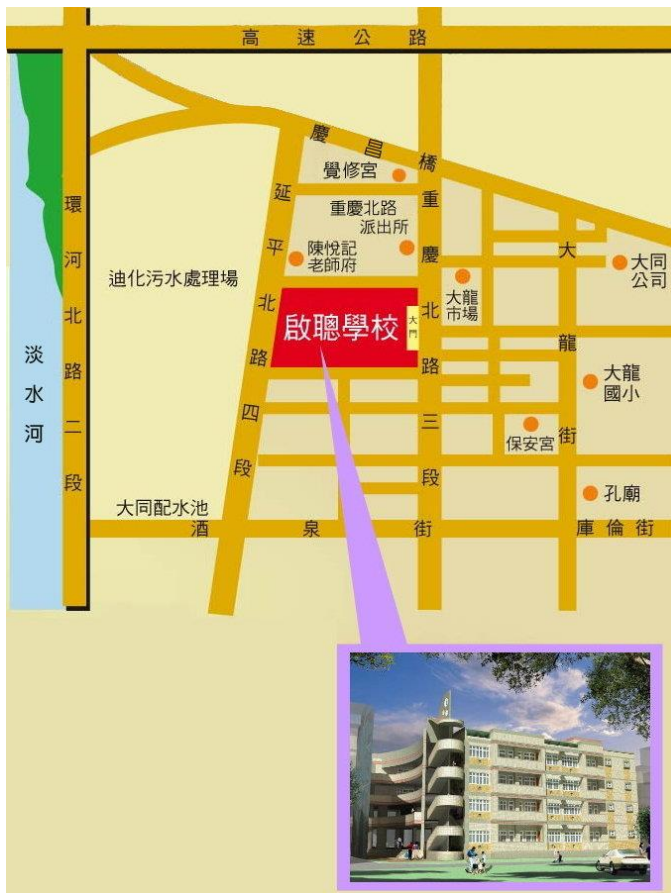 高速公路
慶昌橋
覺修宮
環河北路二段
延平北路四段
重慶北路三段
重慶北路
派出所
陳悅記
老師府
大龍街
大同
公司
迪化污水處理場
大龍
市場
啟聰學校
大門
淡水河
大龍
國小
保安宮
孔廟
大同配水池
酒泉街
庫倫街